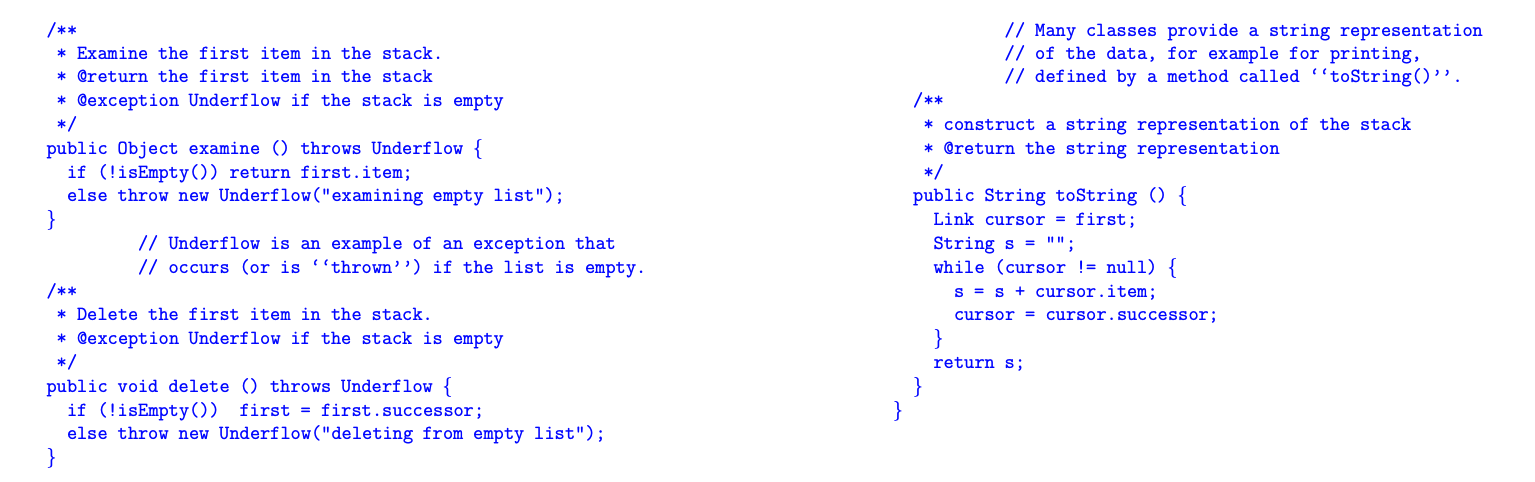 /**
 * Examine the first item in the stack.
 * @return the first item in the stack
 * @exception Underflow if the stack is empty
 */
public Object examine () throws Underflow {
  if (!isEmpty()) return first.item;
  else throw new Underflow("examining empty list");
}
         // Underflow is an example of an exception that
         // occurs (or is ‘‘thrown’’) if the list is empty.
/**
 * Delete the first item in the stack.
 * @exception Underflow if the stack is empty
 */
public void delete () throws Underflow {
  if (!isEmpty())  first = first.successor;
  else throw new Underflow("deleting from empty list");
}
           // Many classes provide a string representation
           // of the data, for example for printing,
           // defined by a method called ‘‘toString()’’.
  /**
   * construct a string representation of the stack
   * @return the string representation
   */
  public String toString () {
    Link cursor = first;
    String s = "";
    while (cursor != null) {
      s = s + cursor.item;
      cursor = cursor.successor;
    }
    return s;
  }
}